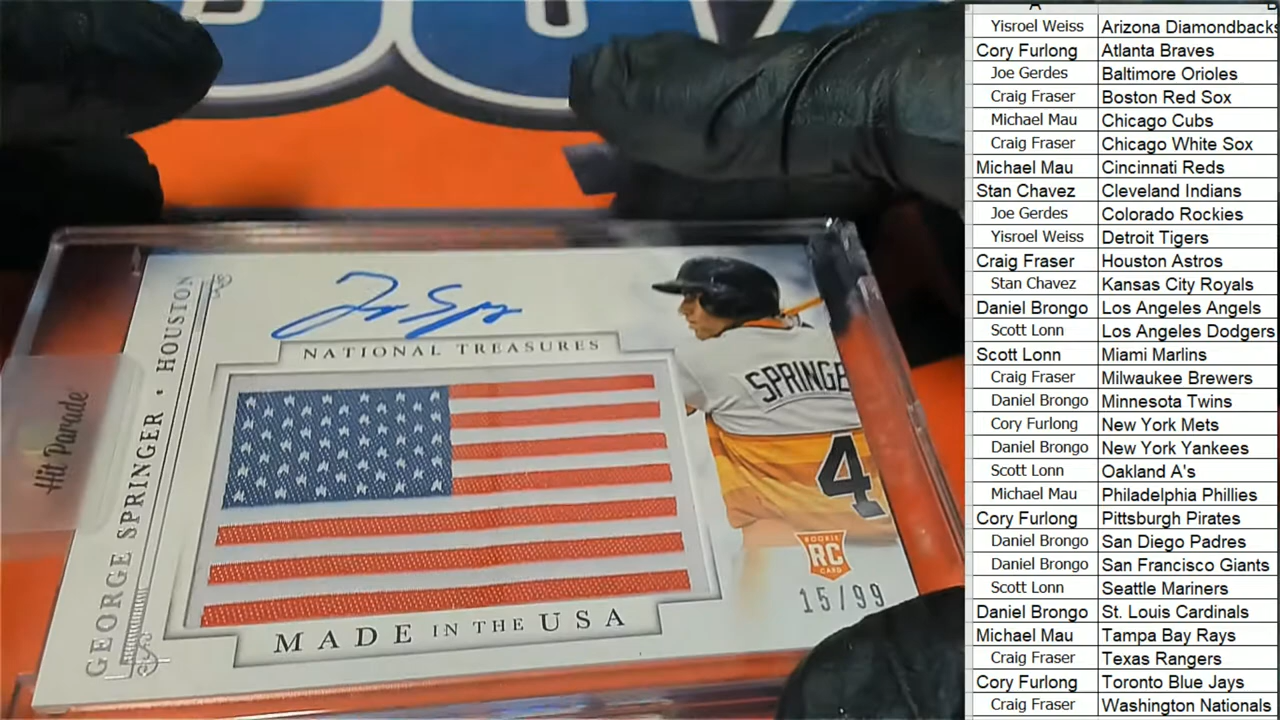 A B
Yisroel Weiss Arizona Diamondbacks
Cory Furlong Atlanta Braves
Joe Gerdes Baltimore Orioles
Craig Fraser Boston Red Sox
Michael Mau Chicago Cubs
Craig Fraser Chicago White Sox
Michael Mau Cincinnati Reds
Stan Chavez Cleveland Indians
Joe Gerdes Colorado Rockies
Yisroel Weiss Detroit Tigers
Craig Fraser Houston Astros
Stan Chavez Kansas City Royals
Daniel Brongo Los Angeles Angels
Scott Lonn Los Angeles Dodgers
Scott Lonn Miami Marlins
Craig Fraser Milwaukee Brewers
Daniel Brongo Minnesota Twins
Cory Furlong New York Mets
Daniel Brongo New York Yankees
Scott Lonn Oakland A's
Michael Mau Philadelphia Phillies
Cory Furlong Pittsburgh Pirates
Daniel Brongo San Diego Padres
Daniel Brongo San Francisco Giants
Scott Lonn Seattle Mariners
Daniel Brongo St. Louis Cardinals
Michael Mau Tampa Bay Rays
Craig Fraser Texas Rangers
Cory Furlong Toronto Blue Jays
Craig Fraser Washington Nationals
Hit Parade
GEORGE SPRINGER • HOUSTON
NATIONAL TREASURES
SPRINGE
4
ROOKIE
RC
CARD
15/99
MADE IN THE USA